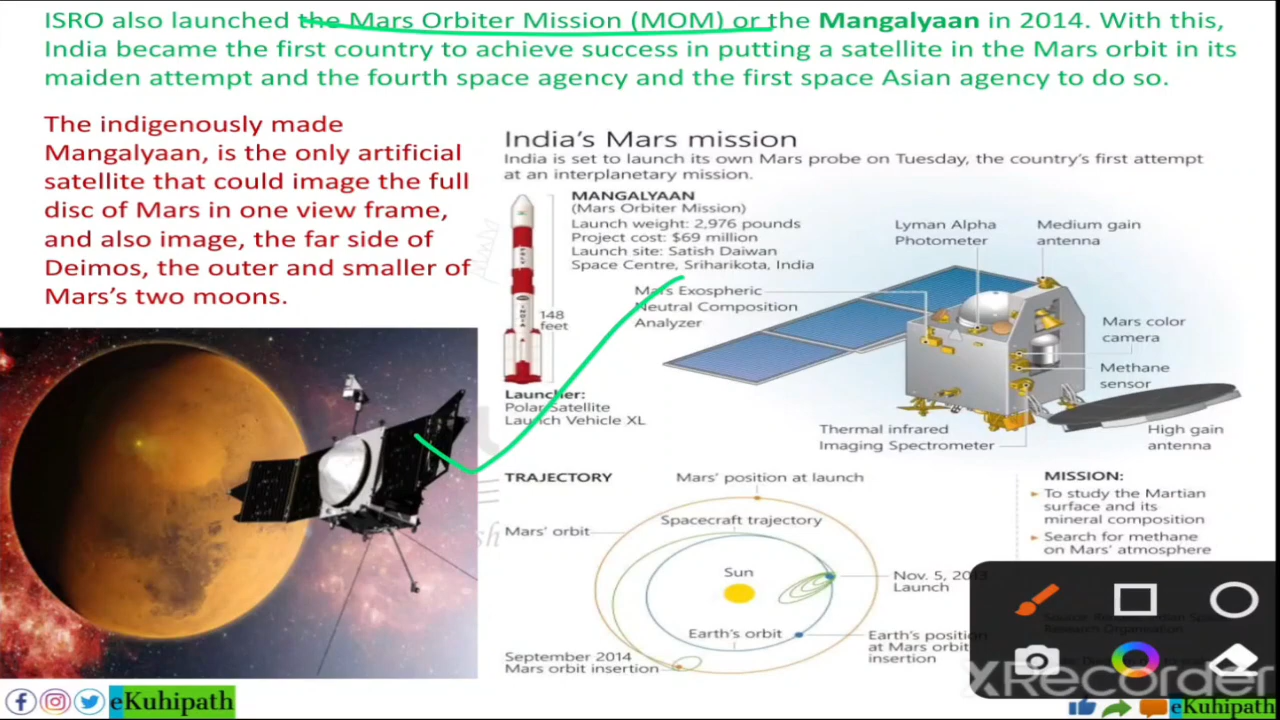 ISRO also launched the Mars Orbiter Mission (MOM) or the Mangalyaan in 2014. With this,
India became the first country to achieve success in putting a satellite in the Mars orbit in its
maiden attempt and the fourth space agency and the first space Asian agency to do so.
The indigenously made
Mangalyaan, is the only artificial
satellite that could image the full
disc of Mars in one view frame,
and also image, the far side of
Deimos, the outer and smaller of
Mars's two moons.
India's Mars mission
India is set to launch its own Mars probe on Tuesday, the country's first attempt
at an interplanetary mission.
MANGALYAAN
(Mars Orbiter Mission)
Launch weight: 2,976 pounds
Project cost: $69 million
Launch site: Satish Daiwan
Space Centre, Sriharikota, India
148
feet
Launcher:
Polar Satellite
Launch Vehicle XL
Mars Exospheric
Neutral Composition
Analyzer
Lyman Alpha
Photometer
Medium gain
antenna
Mars color
camera
Methane
sensor
Thermal infrared
Imaging Spectrometer
High gain
antenna
TRAJECTORY
Mars' position at launch
Mars' orbit
Spacecraft trajectory
Sun
Nov. 5, 2013
Launch
Earth's orbit
Earth's position
at Mars orbit
insertion
September 2014
Mars orbit insertion
MISSION:
To study the Martian
surface and its
mineral composition
Search for methane
on Mars' atmosphere
XRecorder
eKuhipath
eKuhipath